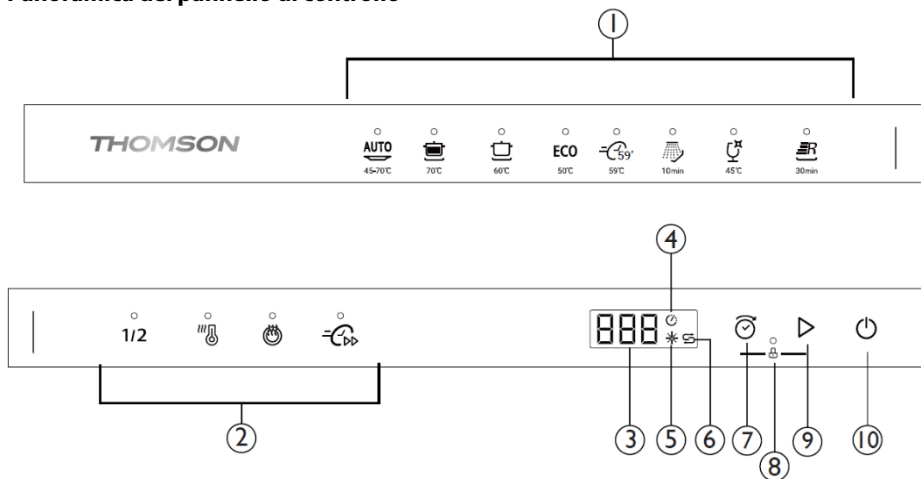 Panoramica del pannello di controllo
1
THOMSON
AUTO ECO 59' R
45-70℃ 70℃ 60℃ 50℃ 59℃ 10min 45℃ 30min
4
1/2 888
2 3 5 6 7 8 9 10